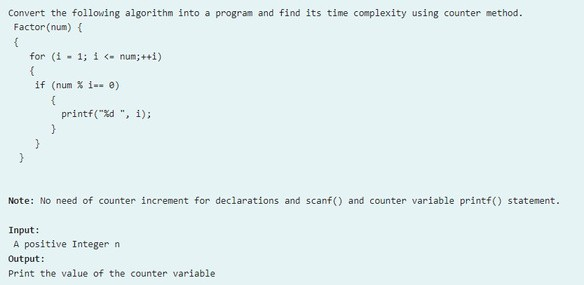 Convert the following algorithm into a program and find its time complexity using counter method.
Factor(num) {
{
for (i = 1; i <= num;++i)
{
if (num % i== 0)
{
printf("%d ", i);
}
}
}
Note: No need of counter increment for declarations and scanf() and counter variable printf() statement.
Input:
A positive Integer n
Output:
Print the value of the counter variable